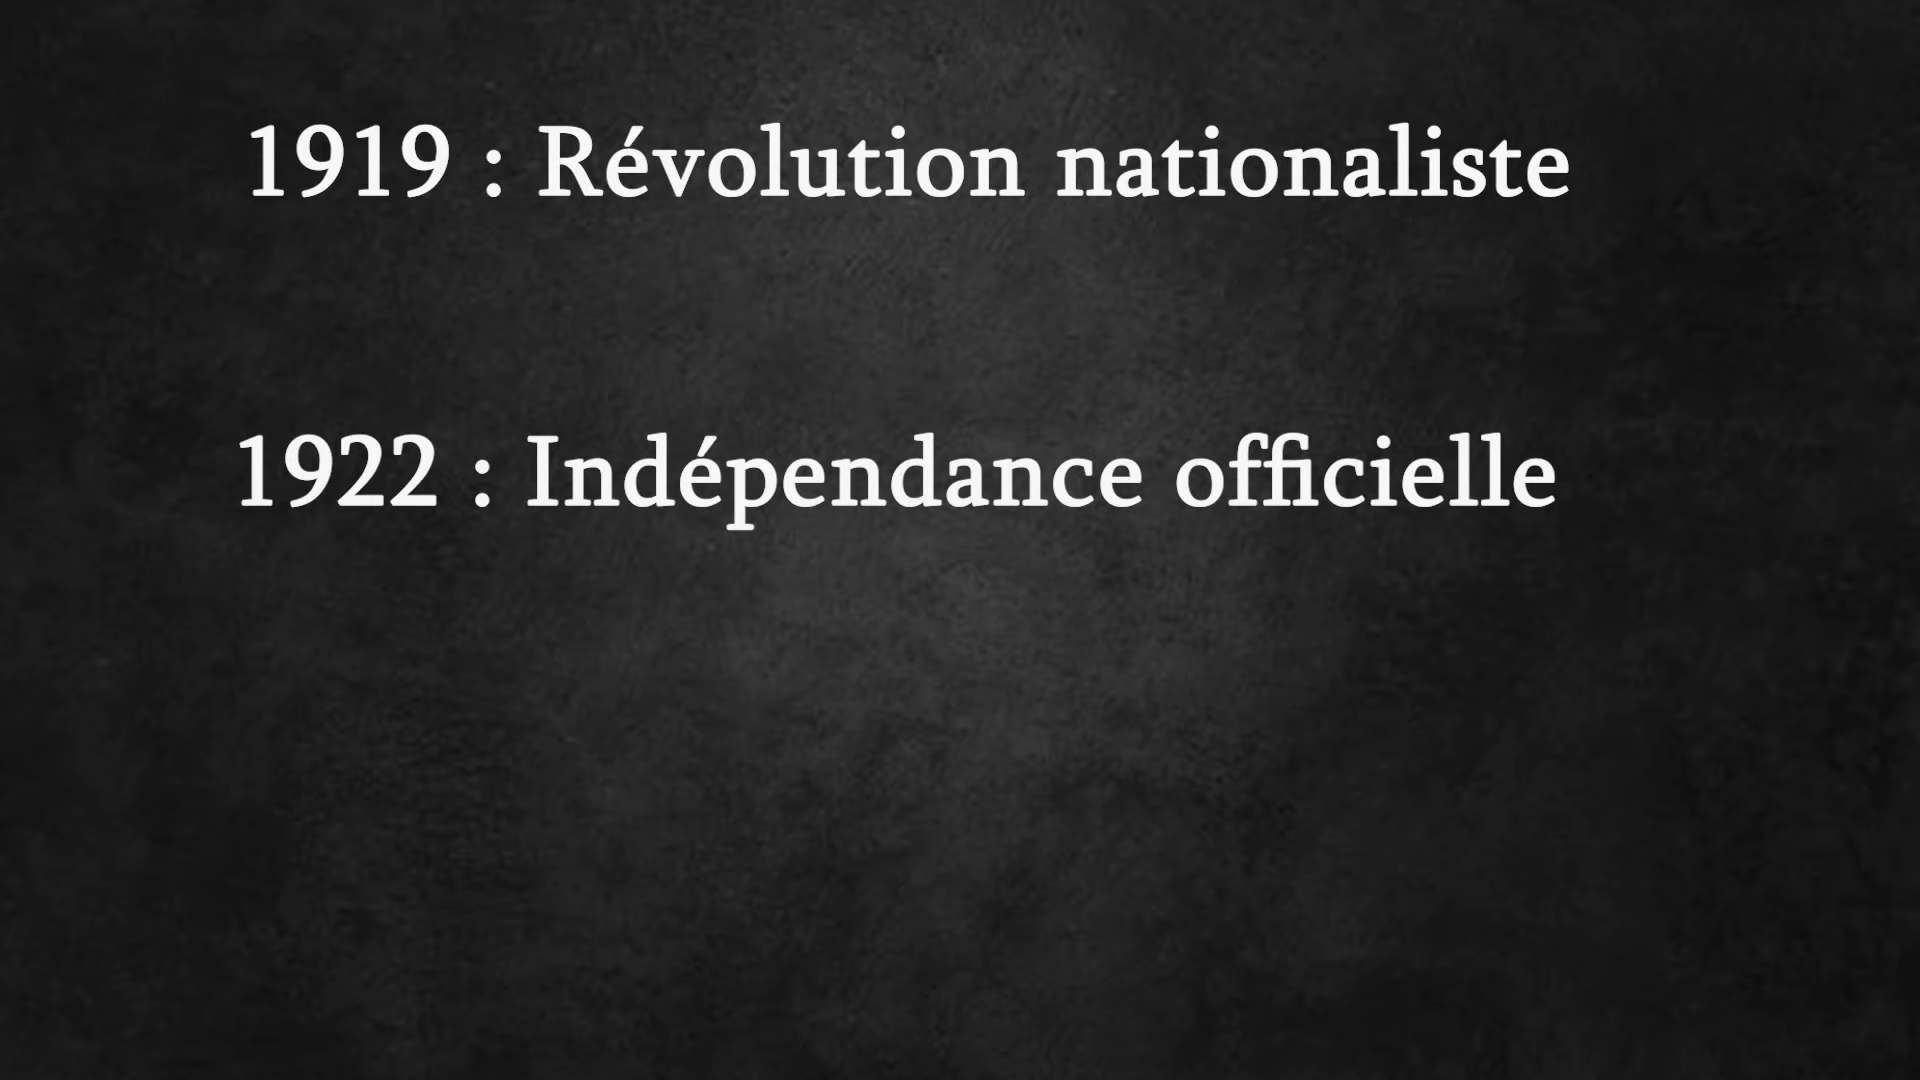 1919 : Révolution nationaliste
1922 : Indépendance officielle